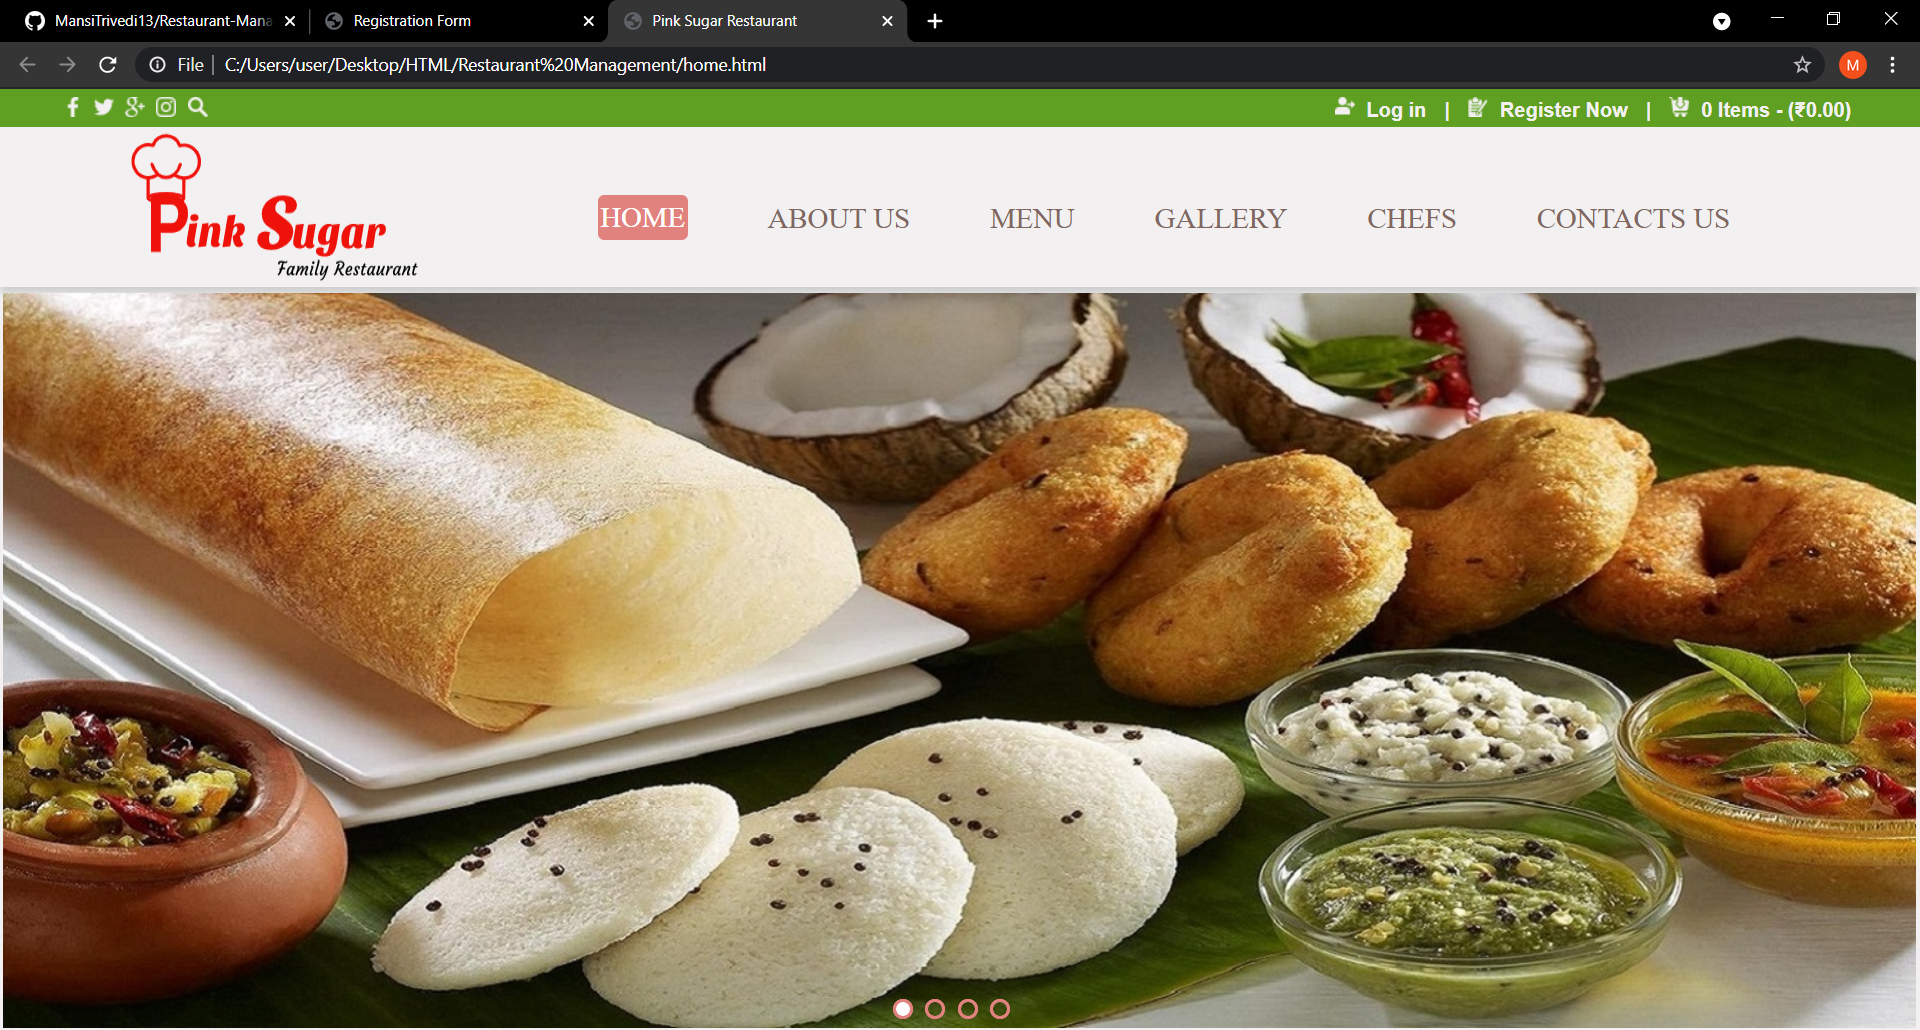 MansiTrivedi13/Restaurant-Mana
Registration Form
Pink Sugar Restaurant
File | C:/Users/user/Desktop/HTML/Restaurant%20Management/home.html
M
Log in | Register Now | 0 Items - (₹0.00)
Pink Sugar
Family Restaurant
HOME ABOUT US MENU GALLERY CHEFS CONTACTS US